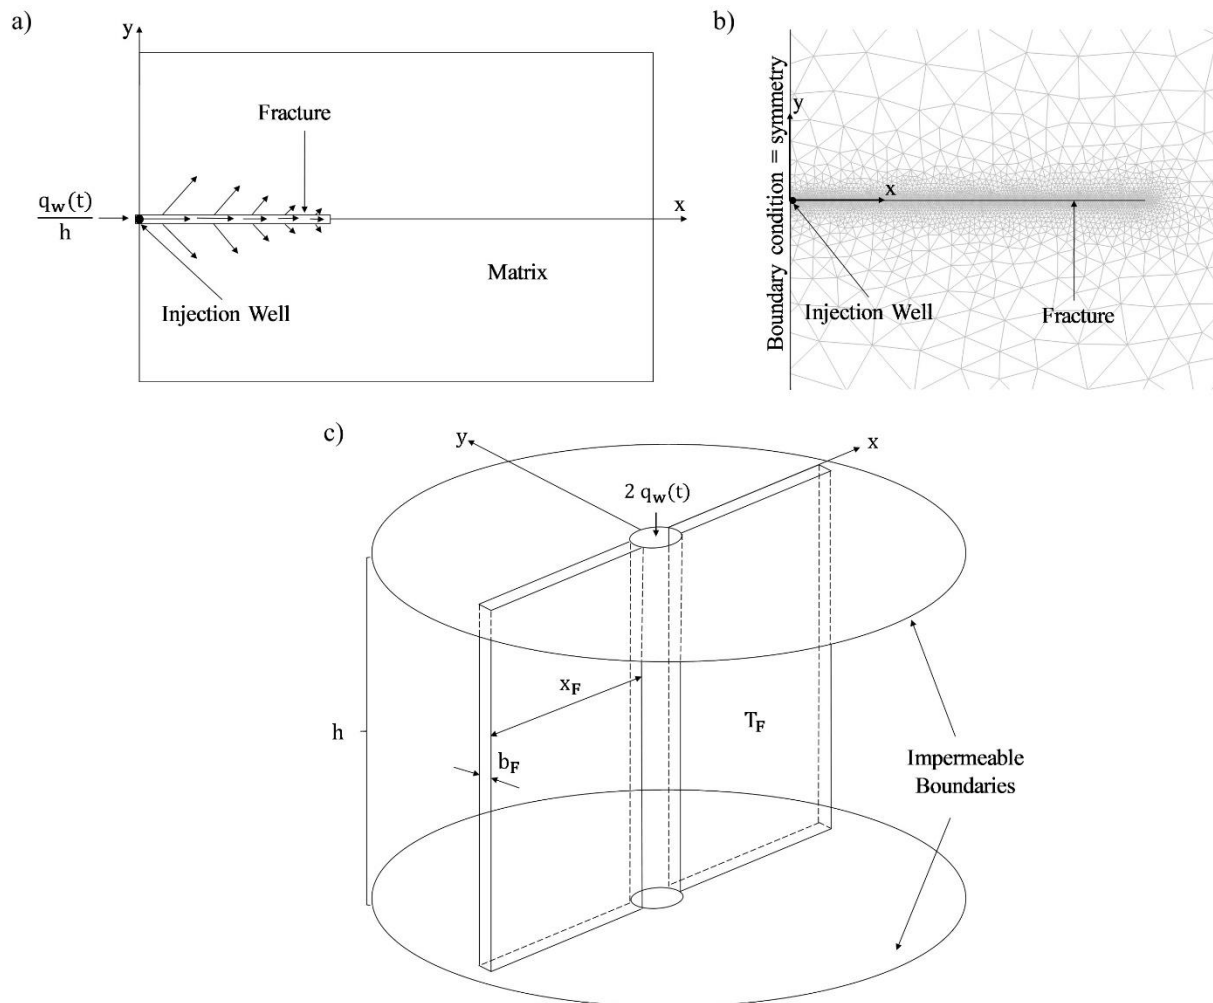 a)
y
Fracture
q_w(t)
h
x
Matrix
Injection Well
b)
Boundary condition = symmetry
y
x
Injection Well
Fracture
c)
y
x
2 q_w(t)
x_F
T_F
h
b_F
Impermeable
Boundaries